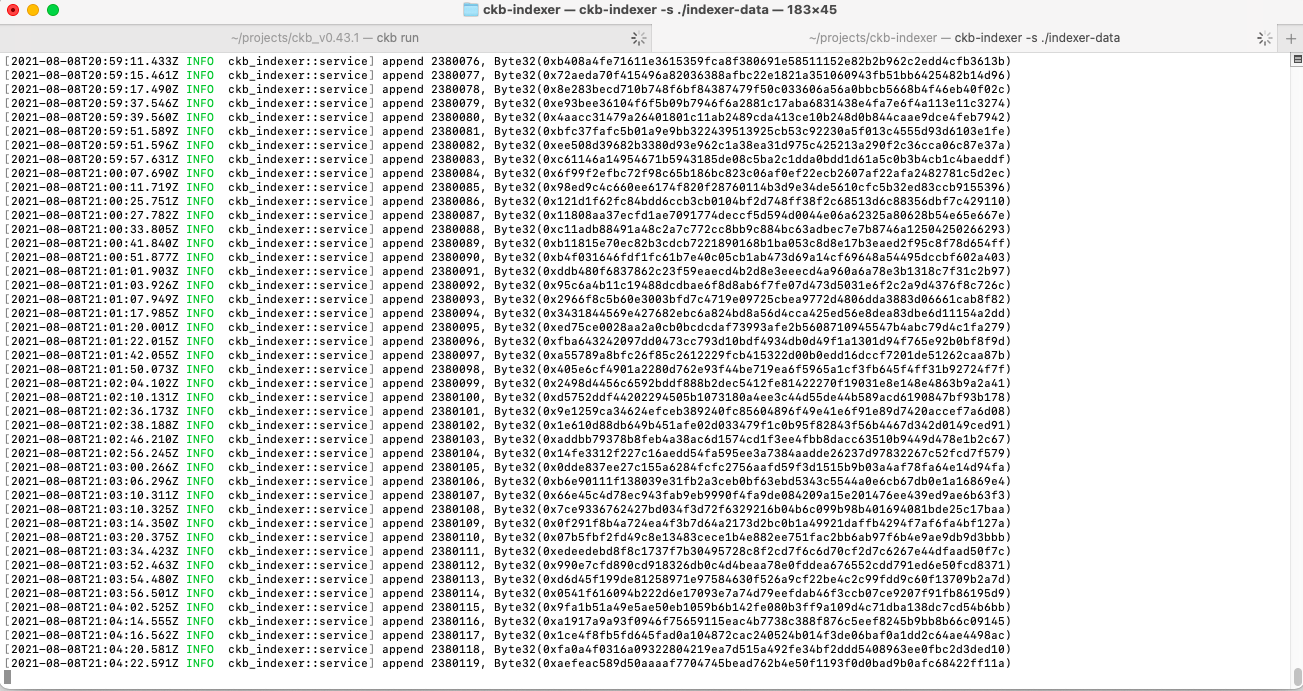 ckb-indexer — ckb-indexer -s ./indexer-data — 183×45
~/projects/ckb_v0.43.1 — ckb run
~/projects/ckb-indexer — ckb-indexer -s ./indexer-data
[2021-08-08T20:59:11.433Z INFO  ckb_indexer::service] append 2380076, Byte32(0xb408a4fe71611e3615359fca8f380691e58511152e82b2b962c2edd4cfb3613b)
[2021-08-08T20:59:15.461Z INFO  ckb_indexer::service] append 2380077, Byte32(0x72aeda70f415496a82036388afbc22e1821a351060943fb51bb6425482b14d96)
[2021-08-08T20:59:17.490Z INFO  ckb_indexer::service] append 2380078, Byte32(0x8e283becd710b748f6bf84387479f50c033606a56a0bbcb5668b4f46eb40f02c)
[2021-08-08T20:59:37.546Z INFO  ckb_indexer::service] append 2380079, Byte32(0xe93bee36104f6f5b09b7946f6a2881c17aba6831438e4fa7e6f4a113e11c3274)
[2021-08-08T20:59:39.560Z INFO  ckb_indexer::service] append 2380080, Byte32(0x4aacc31479a26401801c11ab2489cda413ce10b248d0b844caae9dce4feb7942)
[2021-08-08T20:59:51.589Z INFO  ckb_indexer::service] append 2380081, Byte32(0xbfc37fafc5b01a9e9bb322439513925cb53c92230a5f013c4555d93d6103e1fe)
[2021-08-08T20:59:51.596Z INFO  ckb_indexer::service] append 2380082, Byte32(0xee508d39682b3380d93e962c1a38ea31d975c425213a290f2c36cca06c87e37a)
[2021-08-08T20:59:57.631Z INFO  ckb_indexer::service] append 2380083, Byte32(0xc61146a14954671b5943185de08c5ba2c1dda0bdd1d61a5c0b3b4cb1c4baeddf)
[2021-08-08T21:00:07.690Z INFO  ckb_indexer::service] append 2380084, Byte32(0x6f99f2efbc72f98c65b186bc823c06af0ef22ecb2607af22afa2482781c5d2ec)
[2021-08-08T21:00:11.719Z INFO  ckb_indexer::service] append 2380085, Byte32(0x98ed9c4c660ee6174f820f28760114b3d9e34de5610cfc5b32ed83ccb9155396)
[2021-08-08T21:00:25.751Z INFO  ckb_indexer::service] append 2380086, Byte32(0x121d1f62fc84bdd6ccb3cb0104bf2d748ff38f2c68513d6c88356dbf7c429110)
[2021-08-08T21:00:27.782Z INFO  ckb_indexer::service] append 2380087, Byte32(0x11808aa37ecfd1ae7091774deccf5d594d0044e06a62325a80628b54e65e667e)
[2021-08-08T21:00:33.805Z INFO  ckb_indexer::service] append 2380088, Byte32(0xc11adb88491a48c2a7c772cc8bb9c884bc63adbec7e7b8746a12504250266293)
[2021-08-08T21:00:41.840Z INFO  ckb_indexer::service] append 2380089, Byte32(0xb11815e70ec82b3cdcb7221890168b1ba053c8d8e17b3eaed2f95c8f78d654ff)
[2021-08-08T21:00:51.877Z INFO  ckb_indexer::service] append 2380090, Byte32(0xb4f031646fdf1fc61b7e40c05cb1ab473d69a14cf69648a54495dccbf602a403)
[2021-08-08T21:01:01.903Z INFO  ckb_indexer::service] append 2380091, Byte32(0xddb480f6837862c23f59eaecd4b2d8e3eeecd4a960a6a78e3b1318c7f31c2b97)
[2021-08-08T21:01:03.926Z INFO  ckb_indexer::service] append 2380092, Byte32(0x95c6a4b11c19488dcdbae6f8d8ab6f7fe07d473d5031e6f2c2a9d4376f8c726c)
[2021-08-08T21:01:07.949Z INFO  ckb_indexer::service] append 2380093, Byte32(0x2966f8c5b60e3003bfd7c4719e09725cbea9772d4806dda3883d06661cab8f82)
[2021-08-08T21:01:17.985Z INFO  ckb_indexer::service] append 2380094, Byte32(0x3431844569e427682ebc6a824bd8a56d4cca425ed56e8dea83dbe6d11154a2dd)
[2021-08-08T21:01:20.001Z INFO  ckb_indexer::service] append 2380095, Byte32(0xed75ce0028aa2a0cb0bcdcdaf73993afe2b5608710945547b4abc79d4c1fa279)
[2021-08-08T21:01:22.015Z INFO  ckb_indexer::service] append 2380096, Byte32(0xfba643242097dd0473cc793d10bdf4934db0d49f1a1301d94f765e92b0bf8f9d)
[2021-08-08T21:01:42.055Z INFO  ckb_indexer::service] append 2380097, Byte32(0xa55789a8bfc26f85c2612229fcb415322d00b0edd16dccf7201de51262caa87b)
[2021-08-08T21:01:50.073Z INFO  ckb_indexer::service] append 2380098, Byte32(0x405e6cf4901a2280d762e93f44be719ea6f5965a1cf3fb645f4ff31b92724f7f)
[2021-08-08T21:02:04.102Z INFO  ckb_indexer::service] append 2380099, Byte32(0x2498d4456c6592bddf888b2dec5412fe81422270f19031e8e148e4863b9a2a41)
[2021-08-08T21:02:10.131Z INFO  ckb_indexer::service] append 2380100, Byte32(0xd5752ddf44202294505b1073180a4ee3c44d55de44b589acd6190847bf93b178)
[2021-08-08T21:02:36.173Z INFO  ckb_indexer::service] append 2380101, Byte32(0x9e1259ca34624efceb389240fc85604896f49e41e6f91e89d7420accef7a6d08)
[2021-08-08T21:02:38.188Z INFO  ckb_indexer::service] append 2380102, Byte32(0x1e610d88db649b451afe02d033479f1c0b95f82843f56b4467d342d0149ced91)
[2021-08-08T21:02:46.210Z INFO  ckb_indexer::service] append 2380103, Byte32(0xaddbb79378b8feb4a38ac6d1574cd1f3ee4fbb8dacc63510b9449d478e1b2c67)
[2021-08-08T21:02:56.245Z INFO  ckb_indexer::service] append 2380104, Byte32(0x14fe3312f227c16aedd54fa595ee3a7384aadde26237d97832267c52fcd7f579)
[2021-08-08T21:03:00.266Z INFO  ckb_indexer::service] append 2380105, Byte32(0x0dde837ee27c155a6284fcfc2756aafd59f3d1515b9b03a4af78fa64e14d94fa)
[2021-08-08T21:03:06.296Z INFO  ckb_indexer::service] append 2380106, Byte32(0xb6e90111f138039e31fb2a3ceb0bf63ebd5343c5544a0e6cb67db0e1a16869e4)
[2021-08-08T21:03:10.311Z INFO  ckb_indexer::service] append 2380107, Byte32(0x66e45c4d78ec943fab9eb9990f4fa9de084209a15e201476ee439ed9ae6b63f3)
[2021-08-08T21:03:10.325Z INFO  ckb_indexer::service] append 2380108, Byte32(0x7ce9336762427bd034f3d72f6329216b04b6c099b98b401694081bde25c17baa)
[2021-08-08T21:03:14.350Z INFO  ckb_indexer::service] append 2380109, Byte32(0x0f291f8b4a724ea4f3b7d64a2173d2bc0b1a49921daffb4294f7af6fa4bf127a)
[2021-08-08T21:03:20.375Z INFO  ckb_indexer::service] append 2380110, Byte32(0x07b5fbf2fd49c8e13483cece1b4e882ee751fac2bb6ab97f6b4e9ae9db9d3bbb)
[2021-08-08T21:03:34.423Z INFO  ckb_indexer::service] append 2380111, Byte32(0xedeedebd8f8c1737f7b30495728c8f2cd7f6c6d70cf2d7c6267e44dfaad50f7c)
[2021-08-08T21:03:52.463Z INFO  ckb_indexer::service] append 2380112, Byte32(0x990e7cfd890cd918326db0c4d4beaa78e0fddea676552cdd791ed6e50fcd8371)
[2021-08-08T21:03:54.480Z INFO  ckb_indexer::service] append 2380113, Byte32(0xd6d45f199de81258971e97584630f526a9cf22be4c2c99fdd9c60f13709b2a7d)
[2021-08-08T21:03:56.501Z INFO  ckb_indexer::service] append 2380114, Byte32(0x0541f616094b222d6e17093e7a74d79eefdab46f3ccb07ce9207f91fb86195d9)
[2021-08-08T21:04:02.525Z INFO  ckb_indexer::service] append 2380115, Byte32(0x9fa1b51a49e5ae50eb1059b6b142fe080b3ff9a109d4c71dba138dc7cd54b6bb)
[2021-08-08T21:04:14.555Z INFO  ckb_indexer::service] append 2380116, Byte32(0xa1917a9a93f0946f75659115eac4b7738c388f876c5eef8245b9bb8b66c09145)
[2021-08-08T21:04:16.562Z INFO  ckb_indexer::service] append 2380117, Byte32(0x1ce4f8fb5fd645fad0a104872cac240524b014f3de06baf0a1dd2c64ae4498ac)
[2021-08-08T21:04:20.581Z INFO  ckb_indexer::service] append 2380118, Byte32(0xfa0a4f0316a09322804219ea7d515a492fe34bf2ddd5408963ee0fbc2d3ded10)
[2021-08-08T21:04:22.591Z INFO  ckb_indexer::service] append 2380119, Byte32(0xaefeac589d50aaaaf7704745bead762b4e50f1193f0d0bad9b0afc68422ff11a)